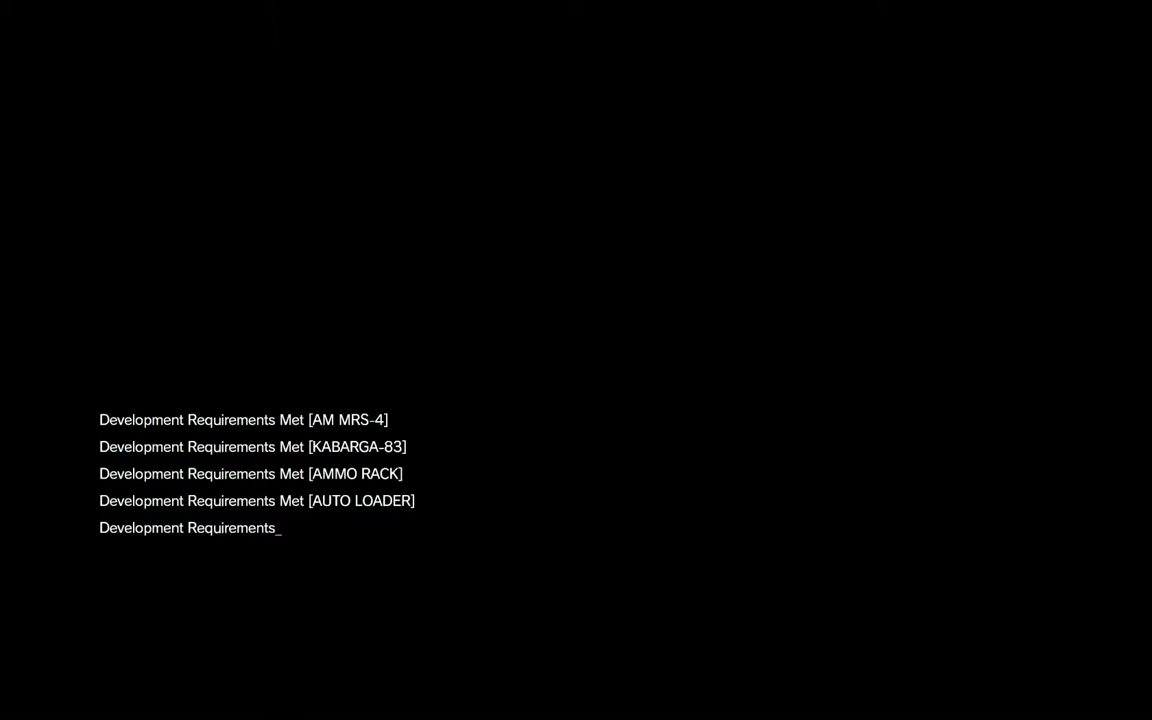 Development Requirements Met [AM MRS-4]
Development Requirements Met [KABARGA-83]
Development Requirements Met [AMMO RACK]
Development Requirements Met [AUTO LOADER]
Development Requirements_